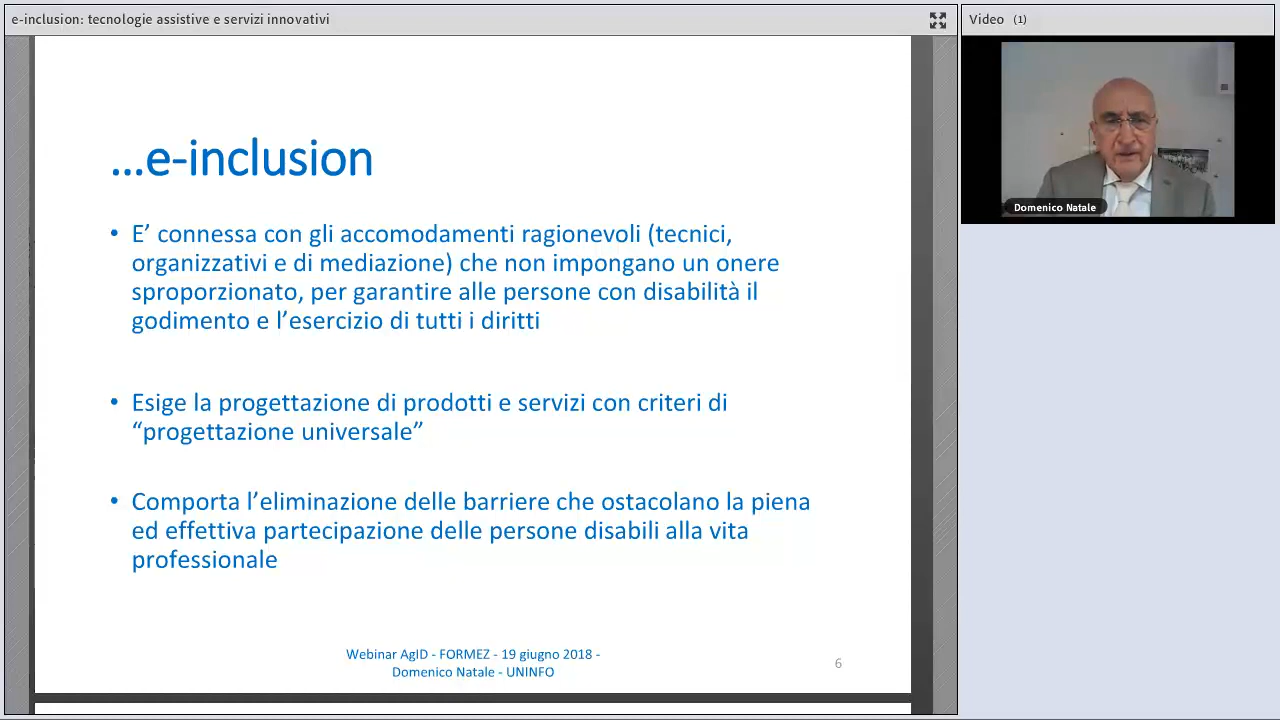 e-inclusion: tecnologie assistive e servizi innovativi
Video (1)
Domenico Natale
...e-inclusion
• E’ connessa con gli accomodamenti ragionevoli (tecnici,
organizzativi e di mediazione) che non impongano un onere
sproporzionato, per garantire alle persone con disabilità il
godimento e l’esercizio di tutti i diritti
• Esige la progettazione di prodotti e servizi con criteri di
“progettazione universale”
• Comporta l’eliminazione delle barriere che ostacolano la piena
ed effettiva partecipazione delle persone disabili alla vita
professionale
Webinar AgID - FORMEZ - 19 giugno 2018 -
Domenico Natale - UNINFO
6